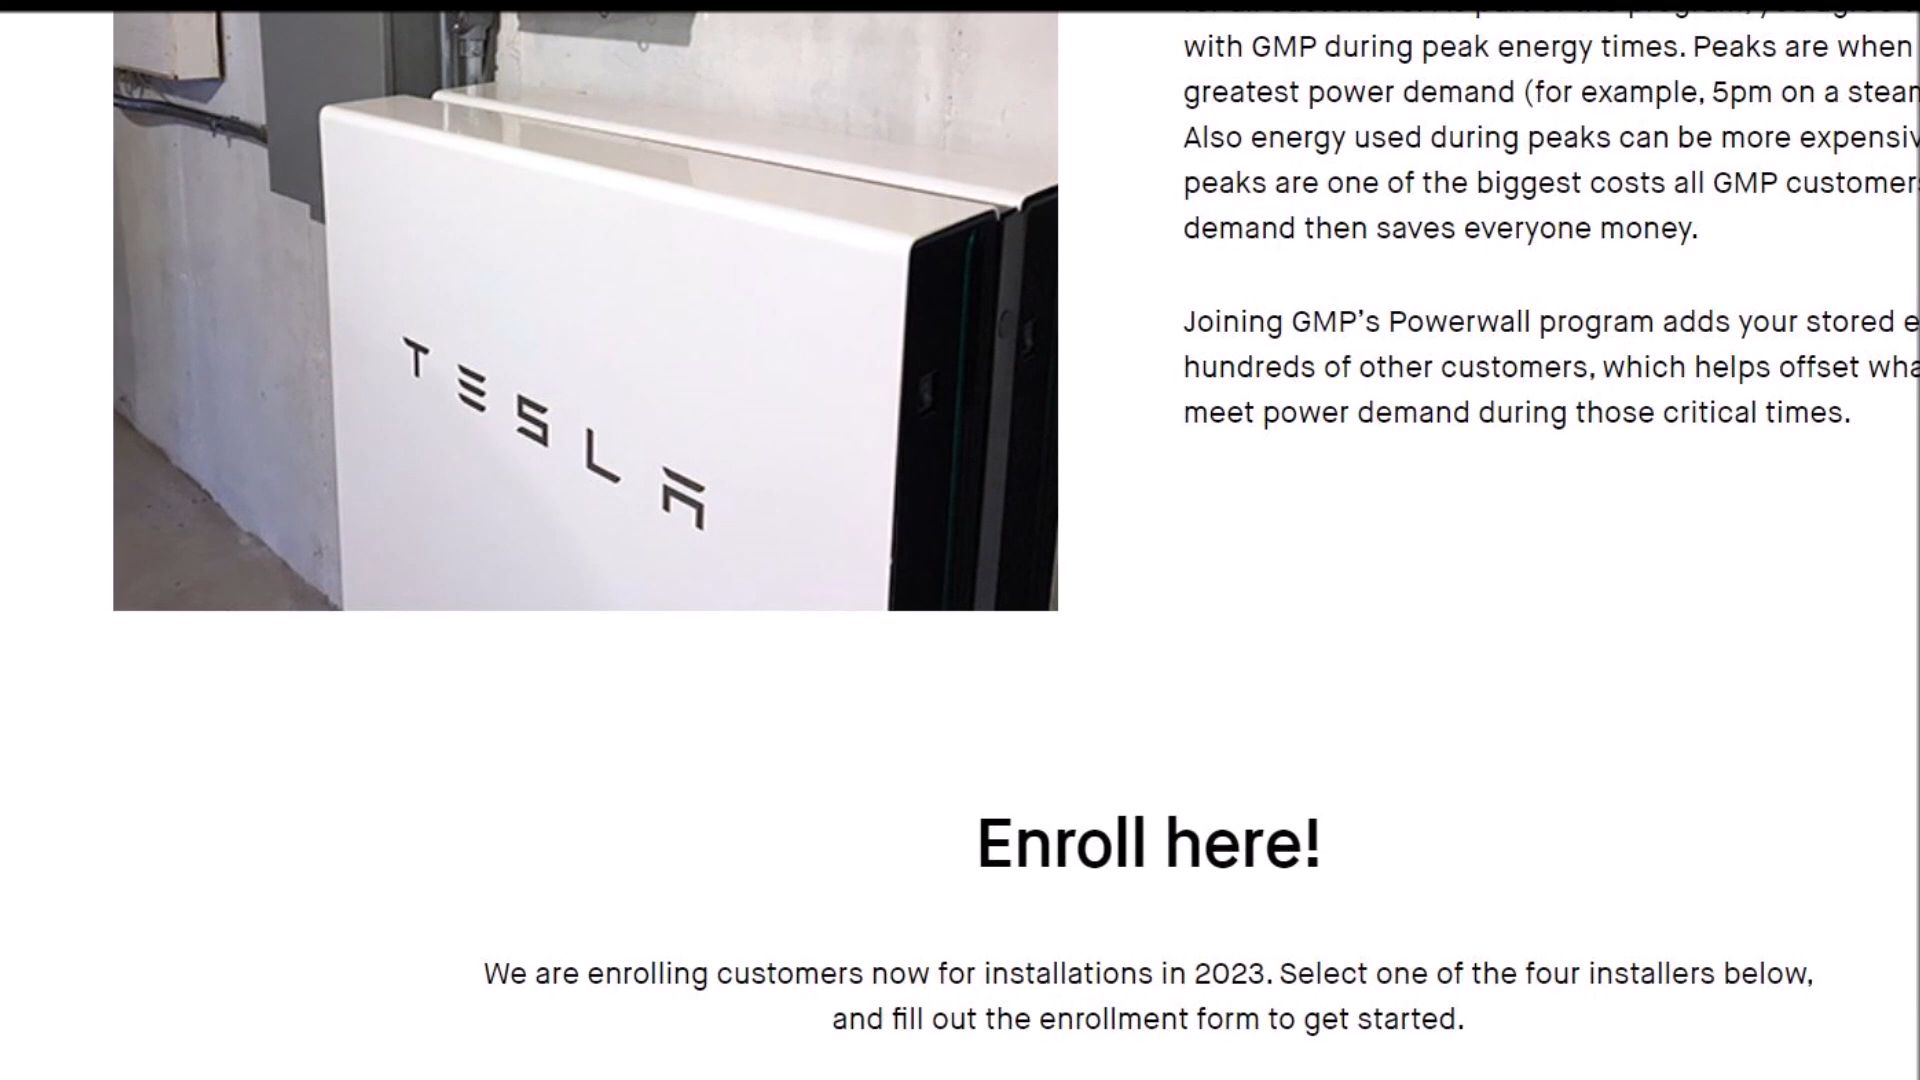 TESLA
with GMP during peak energy times. Peaks are when
greatest power demand (for example, 5pm on a
Also energy used during peaks can be more
peaks are one of the biggest costs all GMP
demand then saves everyone money.
Joining GMP's Powerwall program adds your stored
hundreds of other customers, which helps offset
meet power demand during those critical times.
Enroll here!
We are enrolling customers now for installations in 2023. Select one of the four installers below,
and fill out the enrollment form to get started.